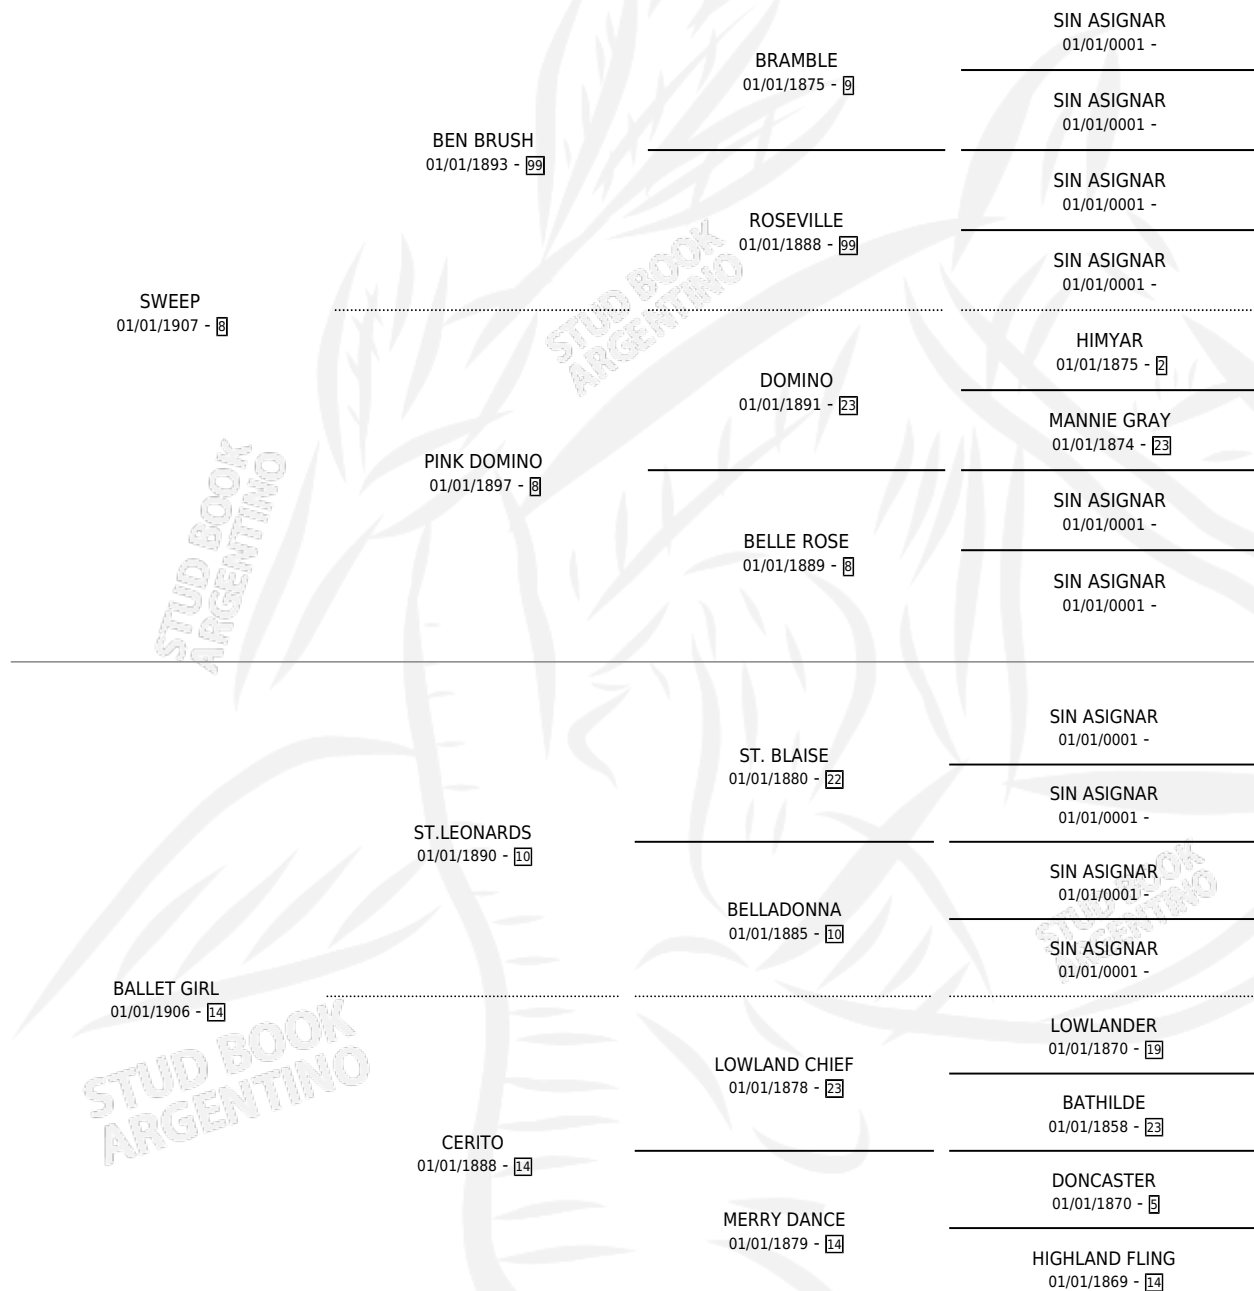 SIN ASIGNAR
01/01/0001 -
BRAMBLE
01/01/1875 - 9
SIN ASIGNAR
01/01/0001 -
BEN BRUSH
01/01/1893 - 99
SIN ASIGNAR
01/01/0001 -
ROSEVILLE
01/01/1888 - 99
SIN ASIGNAR
01/01/0001 -
SWEEP
01/01/1907 - 8
HIMYAR
01/01/1875 - 2
DOMINO
01/01/1891 - 23
MANNIE GRAY
01/01/1874 - 23
PINK DOMINO
01/01/1897 - 8
SIN ASIGNAR
01/01/0001 -
BELLE ROSE
01/01/1889 - 8
SIN ASIGNAR
01/01/0001 -
SIN ASIGNAR
01/01/0001 -
ST. BLAISE
01/01/1880 - 22
SIN ASIGNAR
01/01/0001 -
ST.LEONARDS
01/01/1890 - 10
SIN ASIGNAR
01/01/0001 -
BELLADONNA
01/01/1885 - 10
SIN ASIGNAR
01/01/0001 -
BALLET GIRL
01/01/1906 - 14
LOWLANDER
01/01/1870 - 19
LOWLAND CHIEF
01/01/1878 - 23
BATHILDE
01/01/1858 - 23
CERITO
01/01/1888 - 14
DONCASTER
01/01/1870 - 5
MERRY DANCE
01/01/1879 - 14
HIGHLAND FLING
01/01/1869 - 14
STUD BOOK
ARGENTINO
STUD BOOK
ARGENTINO
STUD BOOK
ARGENTINO
STUD BOOK
ARGENTINO